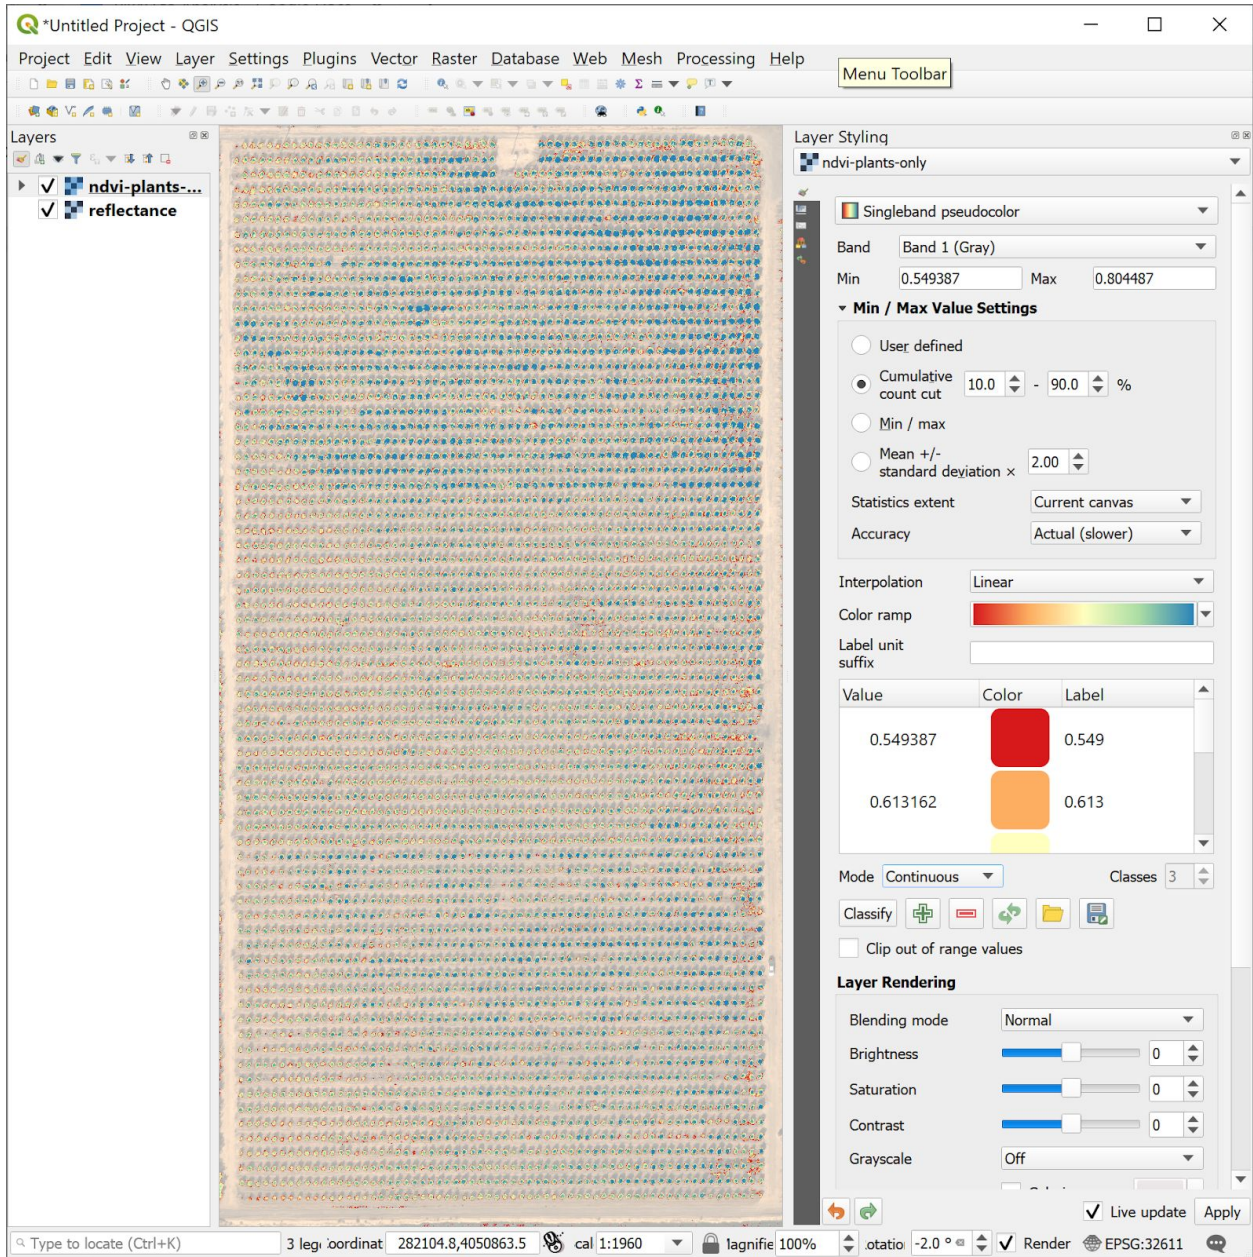 *Untitled Project - QGIS
Project Edit View Layer Settings Plugins Vector Raster Database Web Mesh Processing Help
Menu Toolbar
Layers
ndvi-plants-...
reflectance
Layer Styling
ndvi-plants-only
Singleband pseudocolor
Band Band 1 (Gray)
Min 0.549387 Max 0.804487
Min / Max Value Settings
User defined
Cumulative
count cut 10.0 - 90.0 %
Min / max
Mean +/-
standard deviation × 2.00
Statistics extent Current canvas
Accuracy Actual (slower)
Interpolation Linear
Color ramp
Label unit
suffix
Value Color Label
0.549387 0.549
0.613162 0.613
Mode Continuous Classes 3
Classify
Clip out of range values
Layer Rendering
Blending mode Normal
Brightness 0
Saturation 0
Contrast 0
Grayscale Off
Live update Apply
Type to locate (Ctrl+K) 3 leg oordinat 282104.8,4050863.5 cal 1:1960 lagnifie 100% otatio -2.0 ° Render EPSG:32611